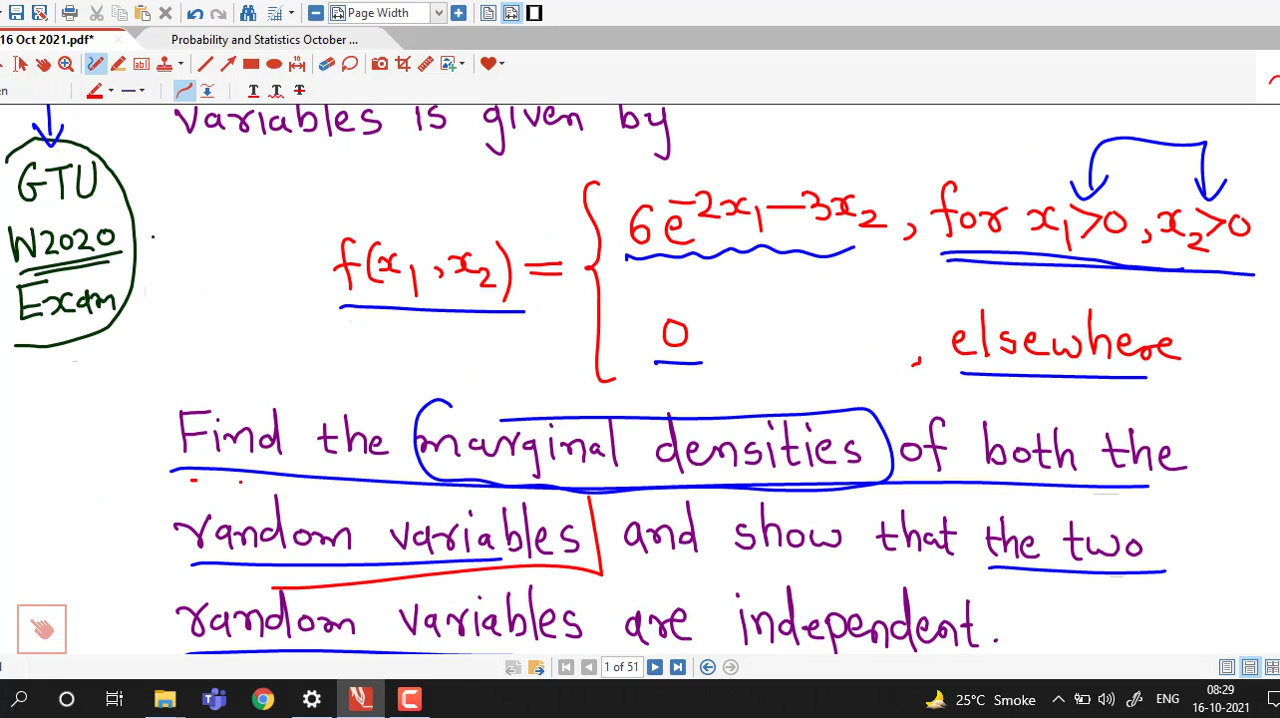 Page Width
16 Oct 2021.pdf*
Probability and Statistics October ...
variables is given by
GTU
W2020
Exam
f(x₁,x₂) = { 6e^(-2x₁-3x₂) , for x₁>0, x₂>0
0 , elsewhere
Find the marginal densities of both the
random variables and show that the two
random variables are independent.
1 of 51
25°C Smoke
ENG
08:29
16-10-2021